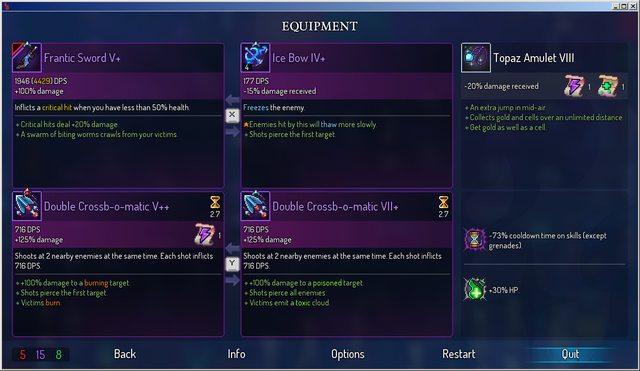 EQUIPMENT
Frantic Sword V+
1946 (4429) DPS
+100% damage
Inflicts a critical hit when you have less than 50% health.
+ Critical hits deal +20% damage.
+ A swarm of biting worms crawls from your victims.
Ice Bow IV+
4
177 DPS
-15% damage received
Freezes the enemy.
Enemies hit by this will thaw more slowly.
+ Shots pierce the first target.
X
Topaz Amulet VIII
-20% damage received
1
1
+ An extra jump in mid-air
+ Collects gold and cells over an unlimited distance
+ Get gold as well as a cell.
Double Crossb-o-matic V++
2.7
716 DPS
+125% damage
1
Shoots at 2 nearby enemies at the same time. Each shot inflicts
716 DPS.
+ +100% damage to a burning target.
+ Shots pierce the first target.
+ Victims burn.
Double Crossb-o-matic VII+
2.7
716 DPS
+125% damage
Shoots at 2 nearby enemies at the same time. Each shot inflicts
716 DPS.
+ +100% damage to a poisoned target.
+ Shots pierce all enemies.
+ Victims emit a toxic cloud.
Y
-73% cooldown time on skills (except
grenades).
+30% HP.
5 15 8
Back
Info
Options
Restart
Quit